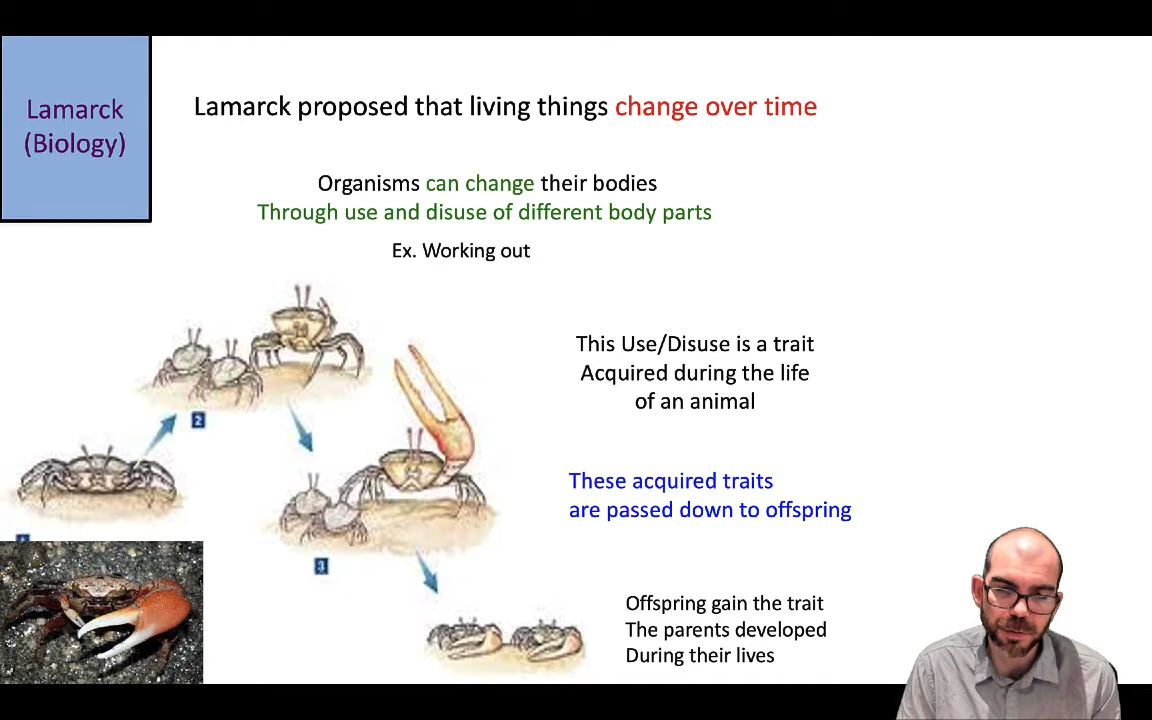 Lamarck
(Biology)
Lamarck proposed that living things change over time
Organisms can change their bodies
Through use and disuse of different body parts
Ex. Working out
This Use/Disuse is a trait
Acquired during the life
of an animal
2
These acquired traits
are passed down to offspring
3
Offspring gain the trait
The parents developed
During their lives